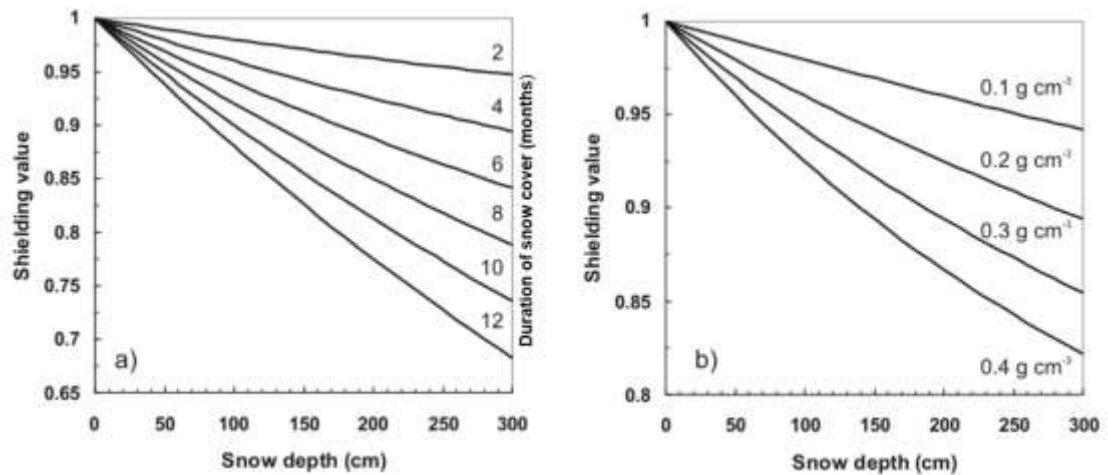 1
0.95
0.9
0.85
0.8
0.75
0.7
0.65
Shielding value
2
4
6
8
10
12
a)
Duration of snow cover (months)
0 50 100 150 200 250 300
Snow depth (cm)
1
0.95
0.9
0.85
0.8
Shielding value
0.1 g cm⁻³
0.2 g cm⁻³
0.3 g cm⁻³
0.4 g cm⁻³
b)
0 50 100 150 200 250 300
Snow depth (cm)